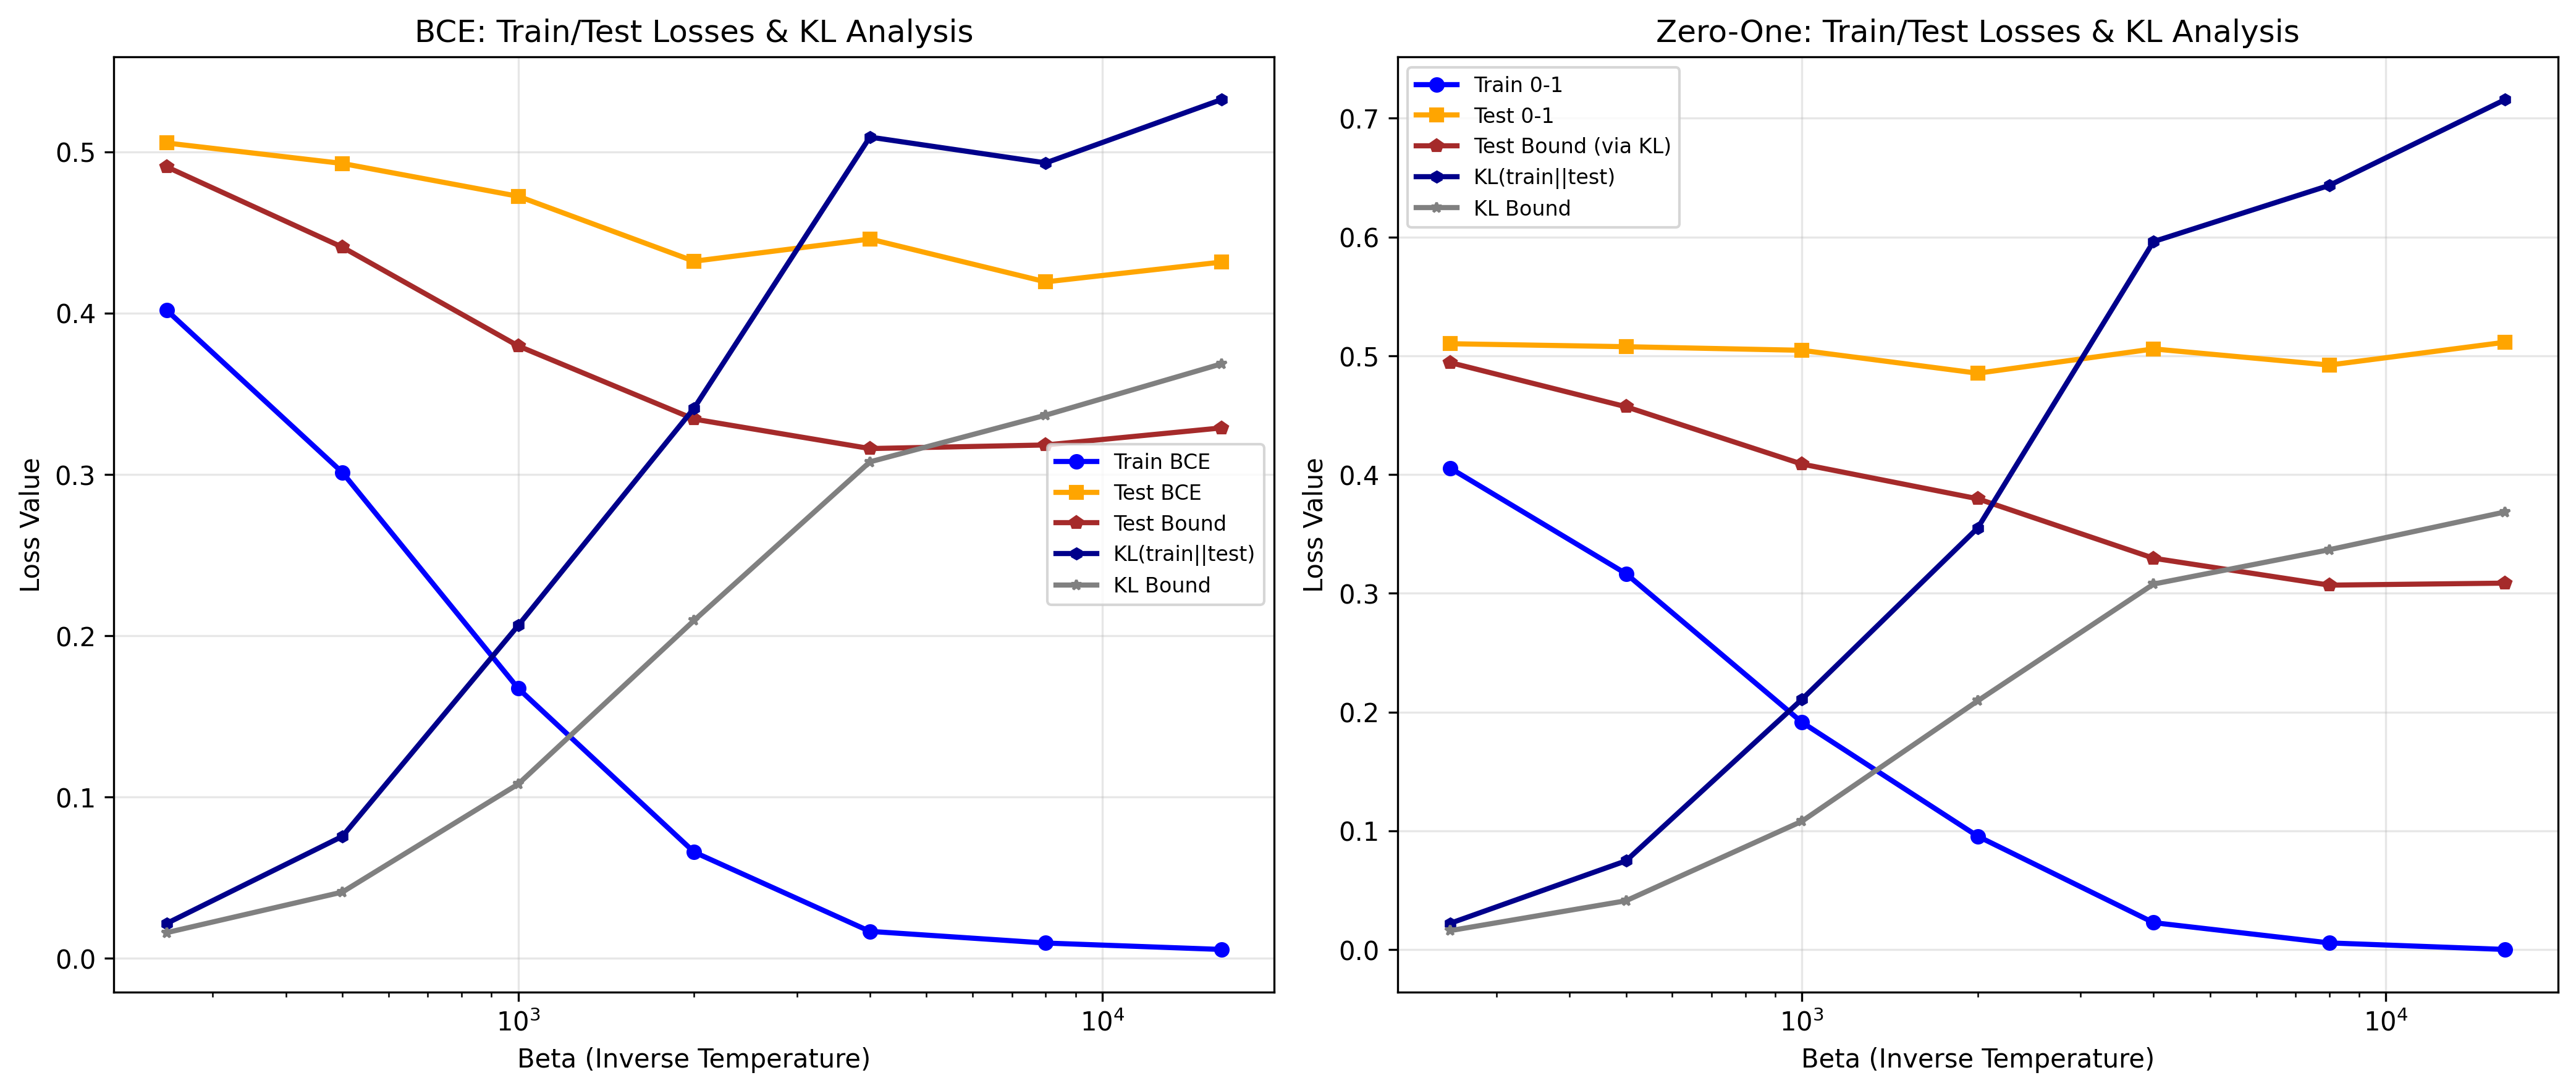 BCE: Train/Test Losses & KL Analysis
Loss Value
0.5
0.4
0.3
0.2
0.1
0.0
Train BCE
Test BCE
Test Bound
KL(train||test)
KL Bound
10³
10⁴
Beta (Inverse Temperature)
Zero-One: Train/Test Losses & KL Analysis
Loss Value
0.7
0.6
0.5
0.4
0.3
0.2
0.1
0.0
Train 0-1
Test 0-1
Test Bound (via KL)
KL(train||test)
KL Bound
10³
10⁴
Beta (Inverse Temperature)